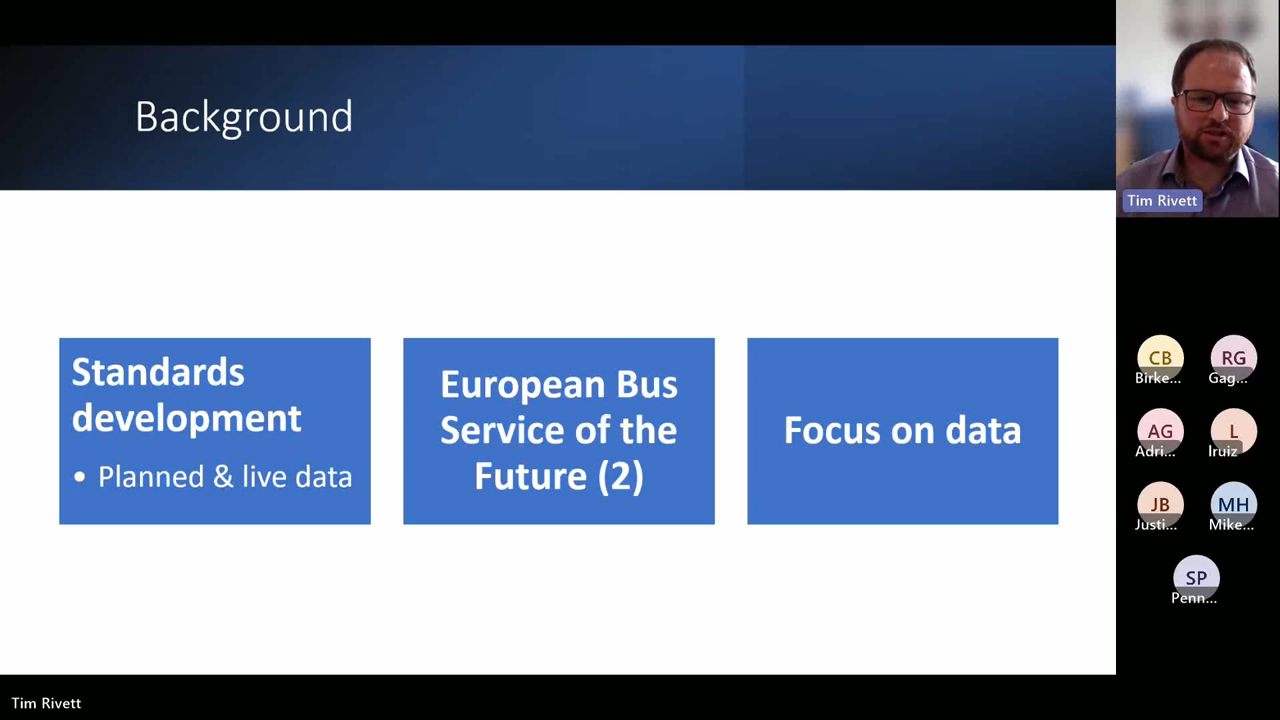 Background
Standards
development
• Planned & live data
European Bus
Service of the
Future (2)
Focus on data
Tim Rivett
CB
Birke...
RG
Gag...
AG
Adri...
L
Iruiz
JB
Justi...
MH
Mike...
SP
Penn...
Tim Rivett